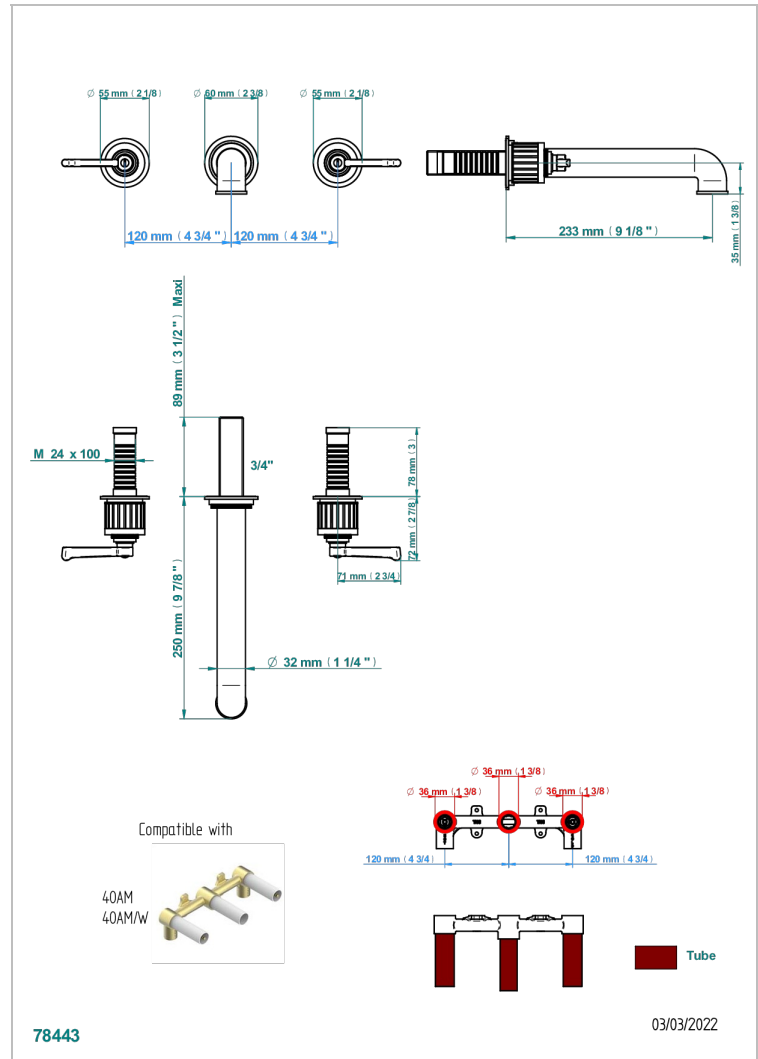 ∅ 55 mm ( 2 1/8 )
∅ 60 mm ( 2 3/8 )
∅ 55 mm ( 2 1/8 )
120 mm ( 4 3/4 " )
120 mm ( 4 3/4 " )
233 mm ( 9 1/8 " )
35 mm ( 1 3/8 )
89 mm ( 3 1/2 " ) Maxi
M 24 x 100
3/4"
78 mm ( 3 )
72 mm ( 2 7/8 )
71 mm ( 2 3/4 )
250 mm ( 9 7/8 " )
∅ 32 mm ( 1 1/4 " )
∅ 36 mm ( 1 3/8 )
∅ 36 mm ( 1 3/8 )
∅ 36 mm ( 1 3/8 )
120 mm ( 4 3/4 )
120 mm ( 4 3/4 )
Compatible with
40AM
40AM/W
Tube
78443
03/03/2022